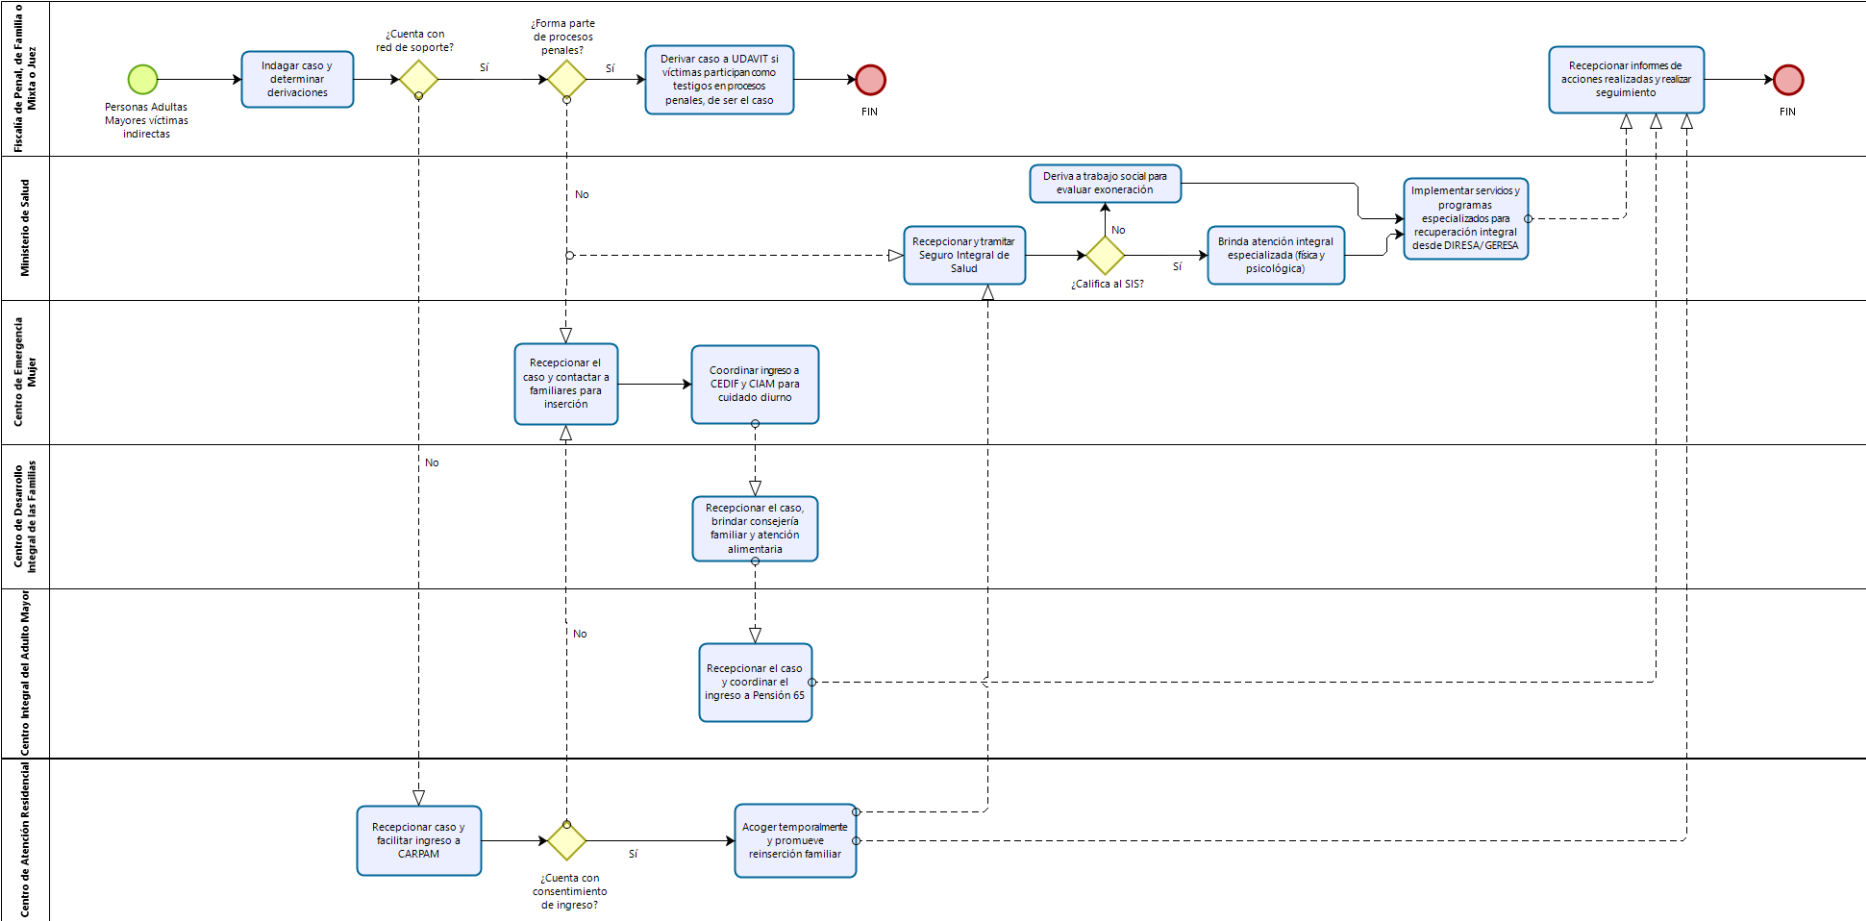 Fiscalía de Penal, de Familia o
Mixta o Juez
Personas Adultas
Mayores víctimas
indirectas
Indagar caso y
determinar
derivaciones
¿Cuenta con
red de soporte?
Sí
¿Forma parte
de procesos
penales?
Sí
Derivar caso a UDAVIT si
víctimas participan como
testigos en procesos
penales, de ser el caso
FIN
Recepcionar informes de
acciones realizadas y realizar
seguimiento
FIN
Ministerio de Salud
No
Recepcionar y tramitar
Seguro Integral de
Salud
Deriva a trabajo social para
evaluar exoneración
No
¿Califica al SIS?
Sí
Brinda atención integral
especializada (física y
psicológica)
Implementar servicios y
programas
especializados para
recuperación integral
desde DIRESA/GERESA
Centro de Emergencia
Mujer
Recepcionar el
caso y contactar a
familiares para
inserción
Coordinar ingreso a
CEDIF y CIAM para
cuidado diurno
Centro de Desarrollo
Integral de las Familias
No
Recepcionar el caso,
brindar consejería
familiar y atención
alimentaria
Centro Integral del Adulto Mayor
No
Recepcionar el caso
y coordinar el
ingreso a Pensión 65
Centro de Atención Residencial
Recepcionar caso y
facilitar ingreso a
CARPAM
¿Cuenta con
consentimiento
de ingreso?
Sí
Acoger temporalmente
y promueve
reinserción familiar